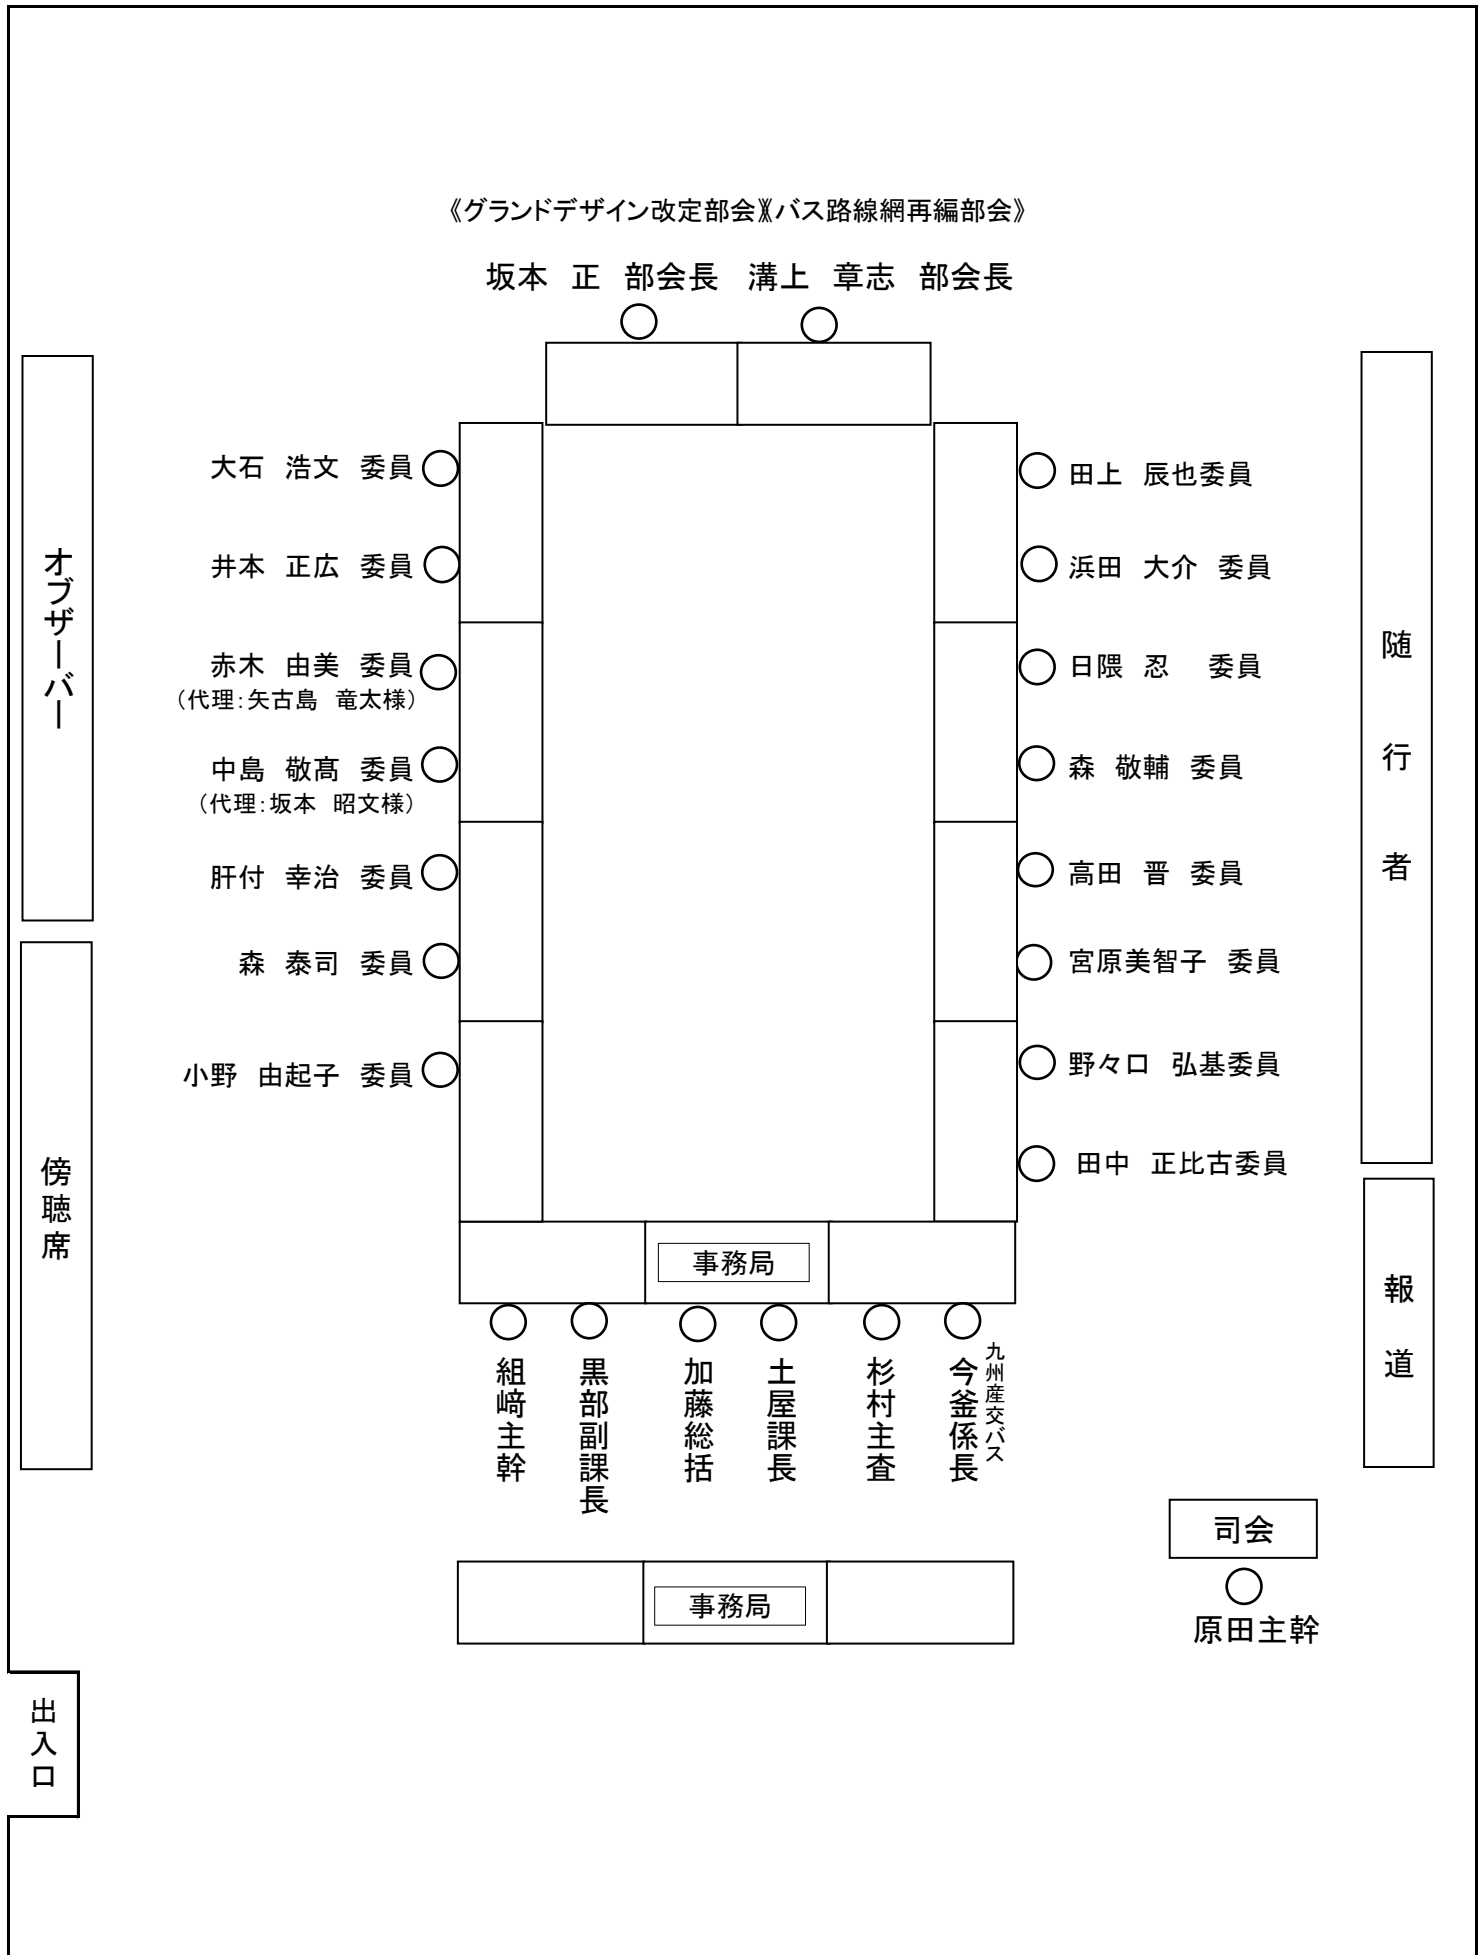 《グランドデザイン改定部会》《バス路線網再編部会》
坂本　正　部会長　溝上　章志　部会長
オブザーバー
傍聴席
大石　浩文　委員
井本　正広　委員
赤木　由美　委員
（代理：矢古島　竜太様）
中島　敬髙　委員
（代理：坂本　昭文様）
肝付　幸治　委員
森　泰司　委員
小野　由起子　委員
田上　辰也委員
浜田　大介　委員
日隈　忍　委員
森　敬輔　委員
高田　晋　委員
宮原美智子　委員
野々口　弘基委員
田中　正比古委員
随行者
報道
事務局
組﨑主幹
黒部副課長
加藤総括
土屋課長
杉村主査
今釜係長
九州産交バス
事務局
司会
原田主幹
出入口